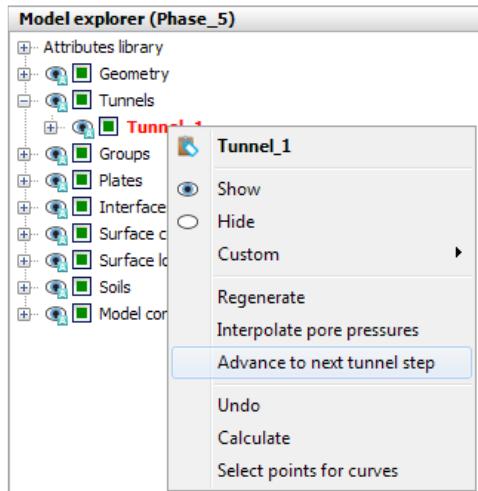 Model explorer (Phase_5)
Attributes library
Geometry
Tunnels
Tunnel_1
Groups
Plates
Interface
Surface c
Surface lo
Soils
Model con
Tunnel_1
Show
Hide
Custom
Regenerate
Interpolate pore pressures
Advance to next tunnel step
Undo
Calculate
Select points for curves